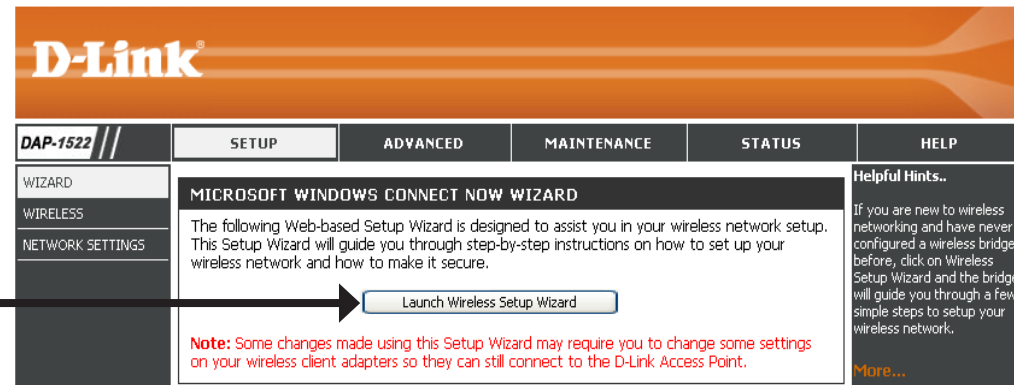 D-Link®
DAP-1522
SETUP
ADVANCED
MAINTENANCE
STATUS
HELP
WIZARD
WIRELESS
NETWORK SETTINGS
MICROSOFT WINDOWS CONNECT NOW WIZARD
The following Web-based Setup Wizard is designed to assist you in your wireless network setup.
This Setup Wizard will guide you through step-by-step instructions on how to set up your
wireless network and how to make it secure.
Launch Wireless Setup Wizard
Note: Some changes made using this Setup Wizard may require you to change some settings
on your wireless client adapters so they can still connect to the D-Link Access Point.
Helpful Hints..
If you are new to wireless
networking and have never
configured a wireless bridge
before, click on Wireless
Setup Wizard and the bridge
will guide you through a few
simple steps to setup your
wireless network.
More...